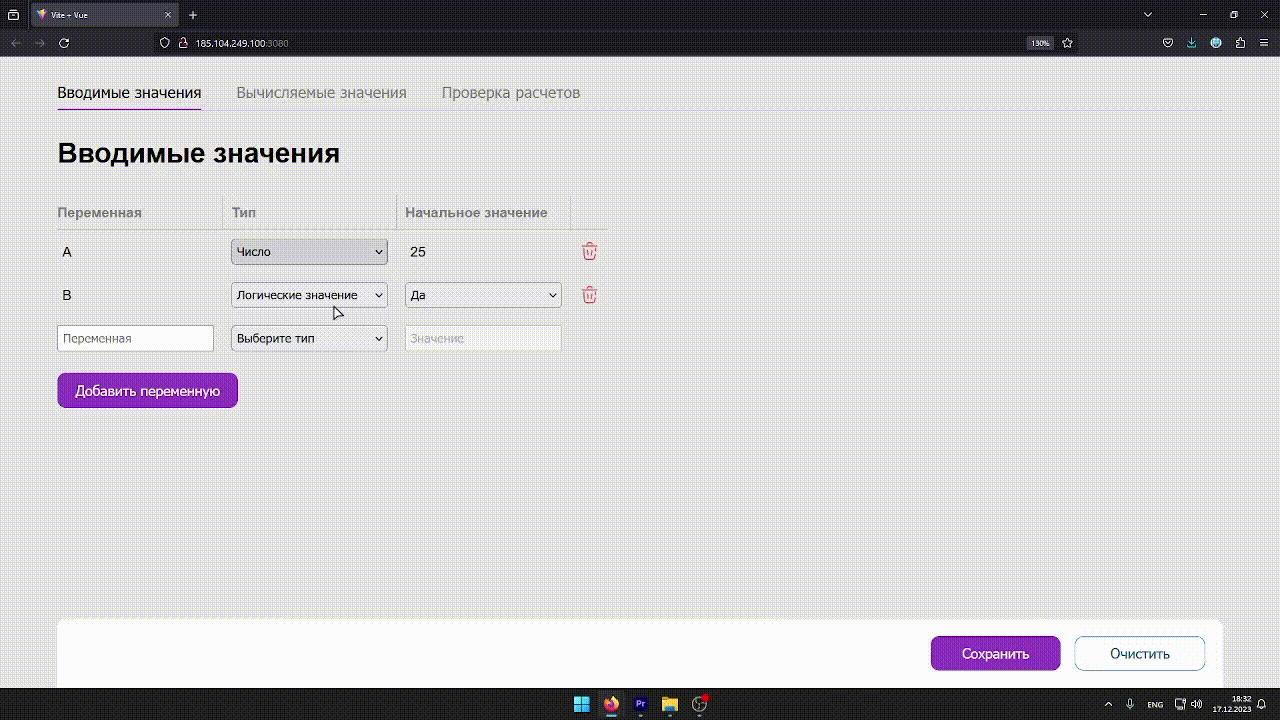 Vite + Vue
185.104.249.100:3080
130%
Вводимые значения
Вычисляемые значения
Проверка расчетов
Вводимые значения
Переменная
Тип
Начальное значение
A
Число
25
B
Логические значение
Да
Переменная
Выберите тип
Значение
Добавить переменную
Сохранить
Очистить
Pr
ENG
18:32
17.12.2023